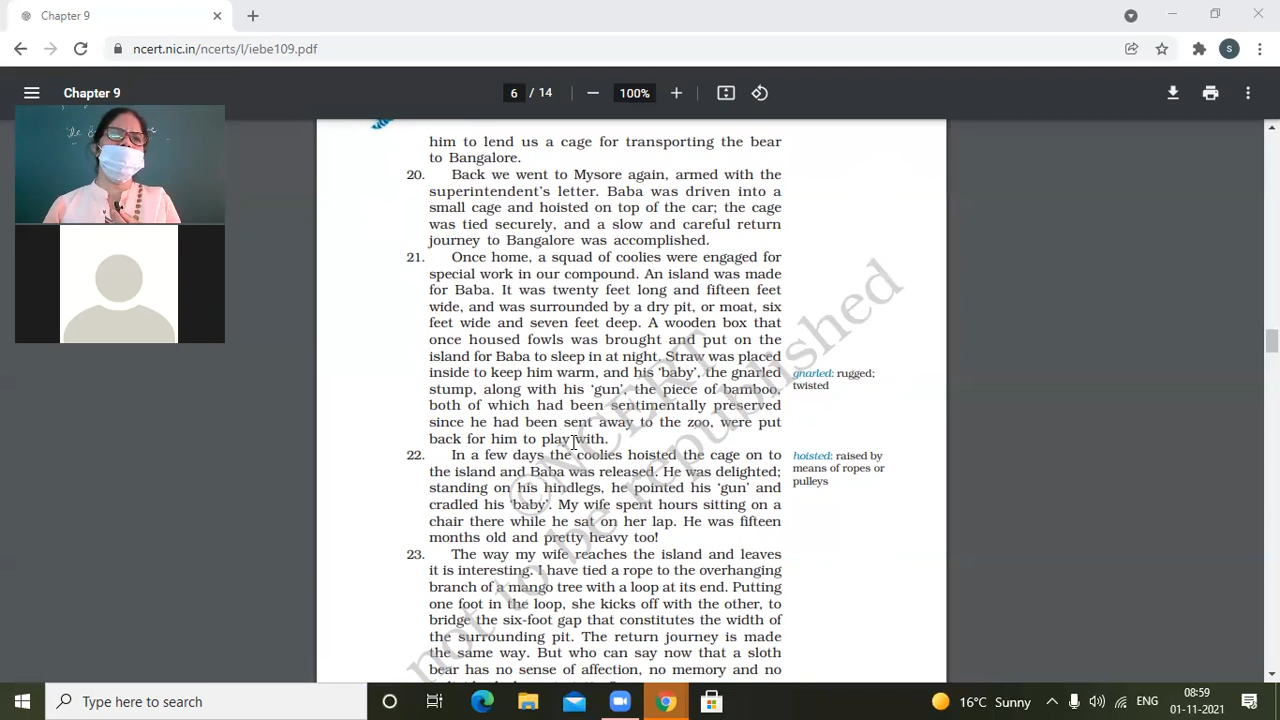 Chapter 9
ncert.nic.in/ncerts/l/iebe109.pdf
S
Chapter 9
6 / 14
100%
him to lend us a cage for transporting the bear
to Bangalore.
20. Back we went to Mysore again, armed with the
superintendent's letter. Baba was driven into a
small cage and hoisted on top of the car; the cage
was tied securely, and a slow and careful return
journey to Bangalore was accomplished.
21. Once home, a squad of coolies were engaged for
special work in our compound. An island was made
for Baba. It was twenty feet long and fifteen feet
wide, and was surrounded by a dry pit, or moat, six
feet wide and seven feet deep. A wooden box that
once housed fowls was brought and put on the
island for Baba to sleep in at night. Straw was placed
inside to keep him warm, and his 'baby', the gnarled
stump, along with his 'gun', the piece of bamboo,
both of which had been sentimentally preserved
since he had been sent away to the zoo, were put
back for him to play with.
gnarled: rugged;
twisted
22. In a few days the coolies hoisted the cage on to
the island and Baba was released. He was delighted;
standing on his hindlegs, he pointed his 'gun' and
cradled his 'baby'. My wife spent hours sitting on a
chair there while he sat on her lap. He was fifteen
months old and pretty heavy too!
hoisted: raised by
means of ropes or
pulleys
23. The way my wife reaches the island and leaves
it is interesting. I have tied a rope to the overhanging
branch of a mango tree with a loop at its end. Putting
one foot in the loop, she kicks off with the other, to
bridge the six-foot gap that constitutes the width of
the surrounding pit. The return journey is made
the same way. But who can say now that a sloth
bear has no sense of affection, no memory and no
©NCERT
not to be republished
Type here to search
16°C Sunny
ENG
08:59
01-11-2021